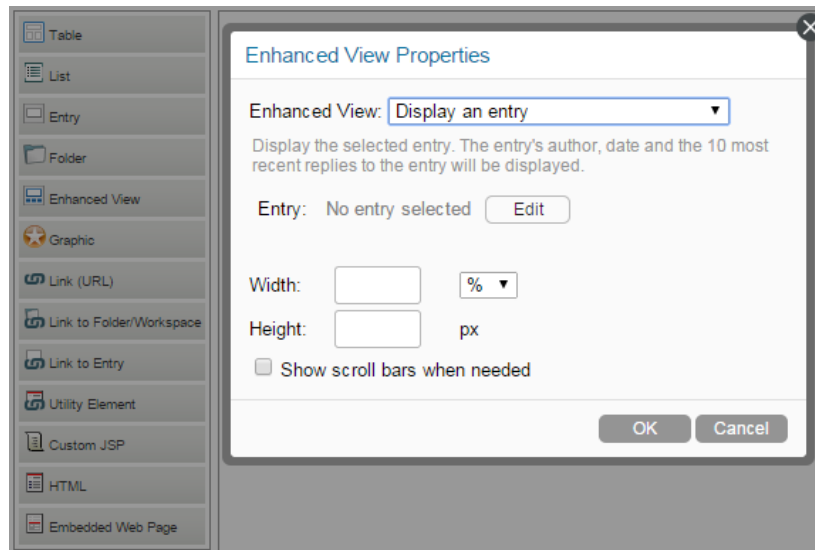 Table
List
Entry
Folder
Enhanced View
Graphic
Link (URL)
Link to Folder/Workspace
Link to Entry
Utility Element
Custom JSP
HTML
Embedded Web Page
Enhanced View Properties
Enhanced View: Display an entry
Display the selected entry. The entry's author, date and the 10 most
recent replies to the entry will be displayed.
Entry: No entry selected Edit
Width: %
Height: px
Show scroll bars when needed
OK Cancel